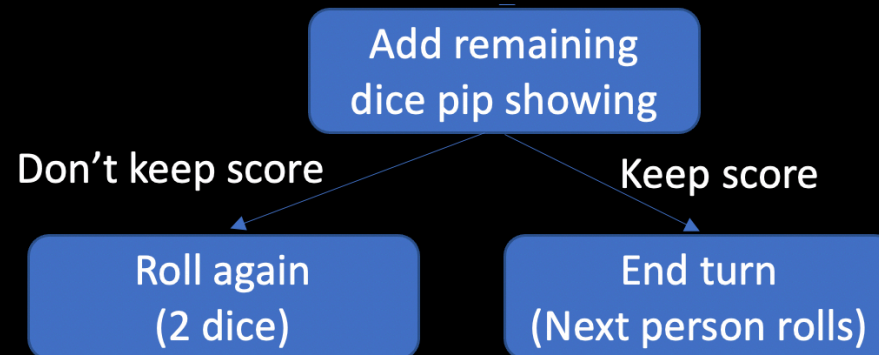 Add remaining
dice pip showing
Don’t keep score
Keep score
Roll again
(2 dice)
End turn
(Next person rolls)